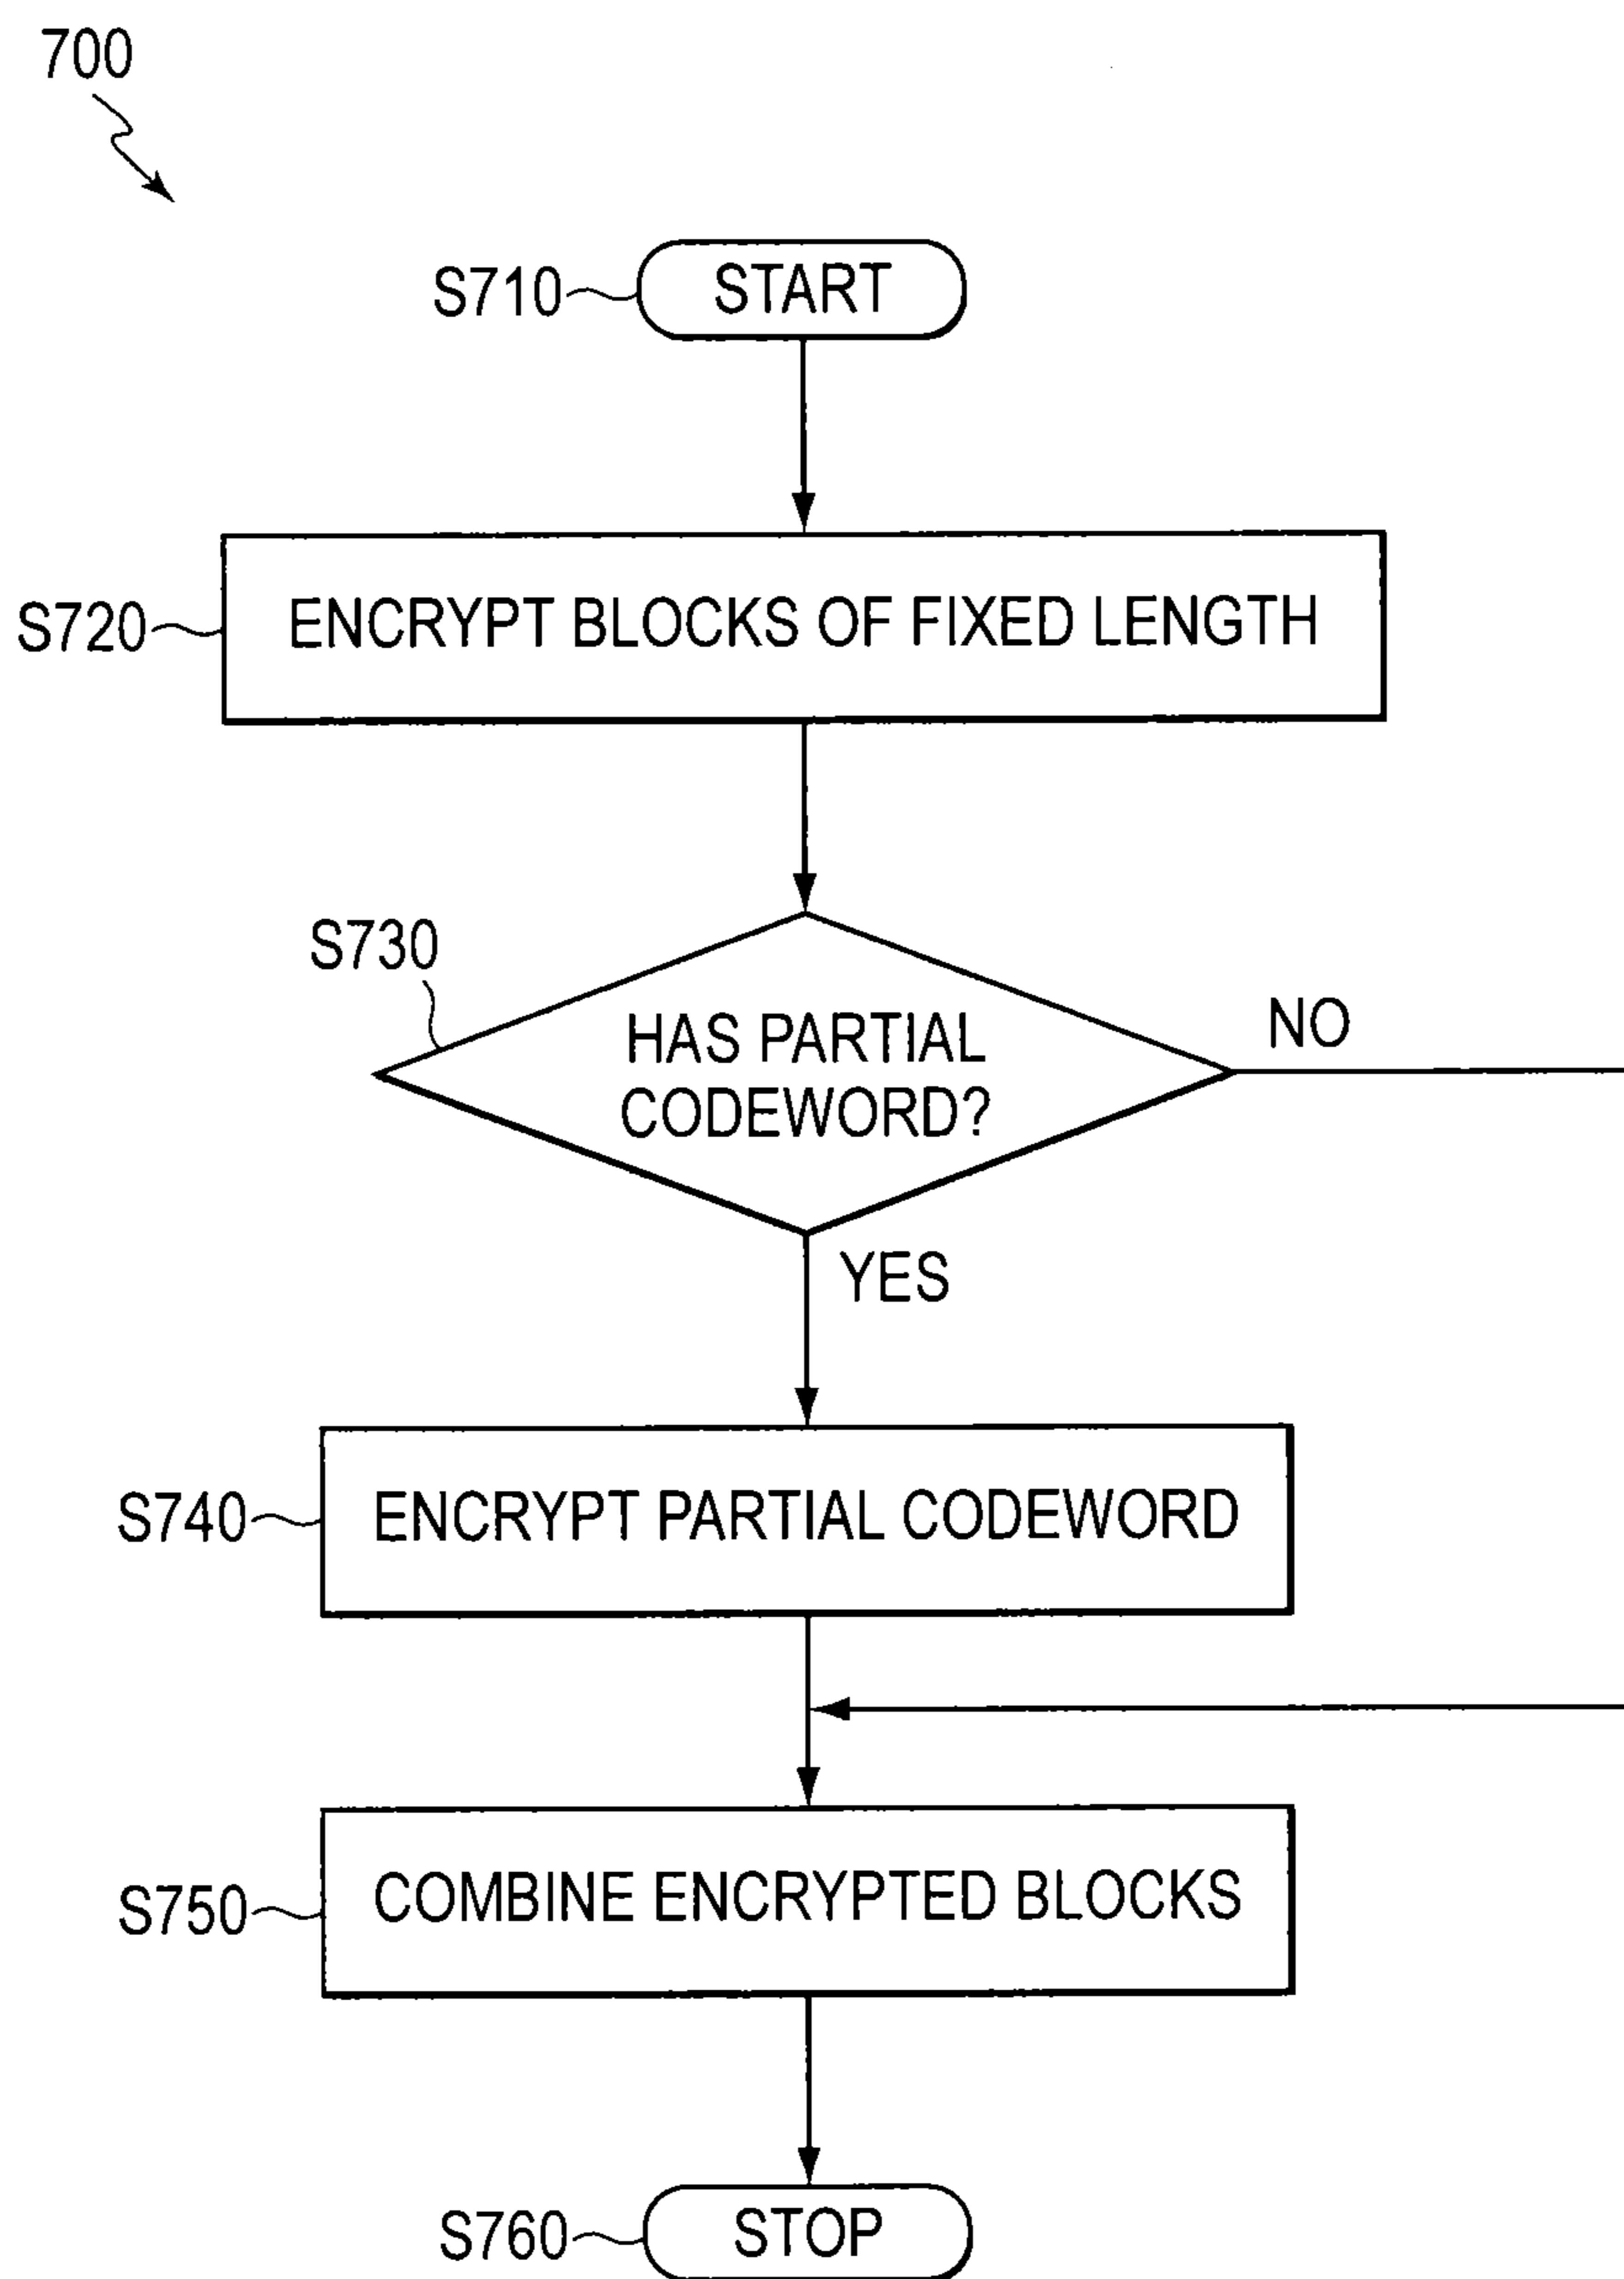 700
S710
START
S720
ENCRYPT BLOCKS OF FIXED LENGTH
S730
HAS PARTIAL
CODEWORD?
NO
YES
S740
ENCRYPT PARTIAL CODEWORD
S750
COMBINE ENCRYPTED BLOCKS
S760
STOP